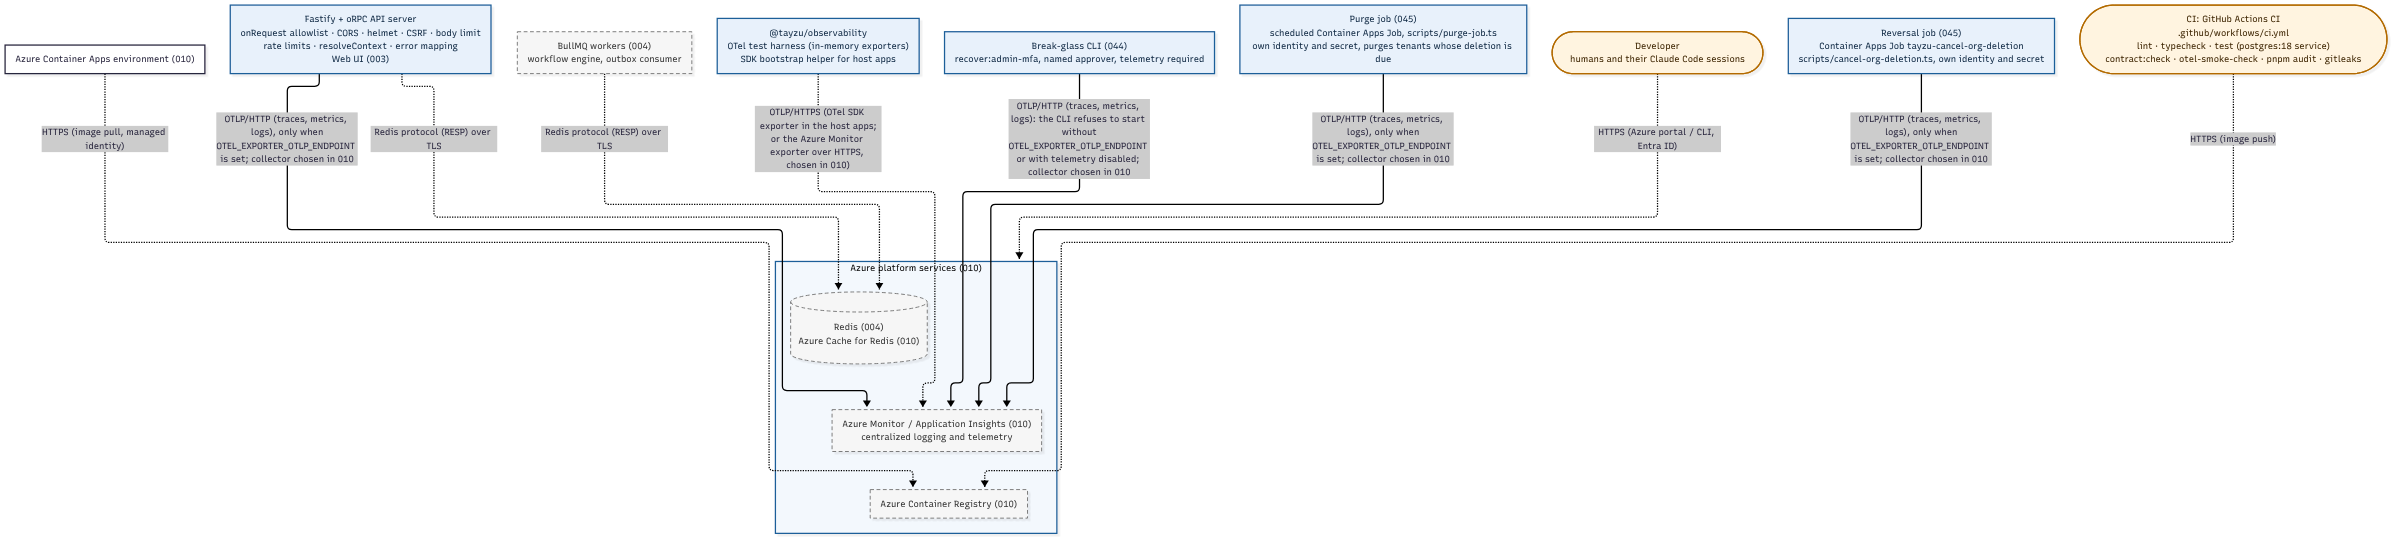 Azure Container Apps environment (010)
Fastify + oRPC API server
onRequest allowlist · CORS · helmet · CSRF · body limit
rate limits · resolveContext · error mapping
Web UI (003)
BullMQ workers (004)
workflow engine, outbox consumer
@tayzu/observability
OTel test harness (in-memory exporters)
SDK bootstrap helper for host apps
Break-glass CLI (044)
recover:admin-mfa, named approver, telemetry required
Purge job (045)
scheduled Container Apps Job, scripts/purge-job.ts
own identity and secret, purges tenants whose deletion is
due
Developer
humans and their Claude Code sessions
Reversal job (045)
Container Apps Job tayzu-cancel-org-deletion
scripts/cancel-org-deletion.ts, own identity and secret
CI: GitHub Actions CI
.github/workflows/ci.yml
lint · typecheck · test (postgres:18 service)
contract:check · otel-smoke-check · pnpm audit · gitleaks
HTTPS (image pull, managed
identity)
OTLP/HTTP (traces, metrics,
logs), only when
OTEL_EXPORTER_OTLP_ENDPOINT
is set; collector chosen in 010
Redis protocol (RESP) over
TLS
Redis protocol (RESP) over
TLS
OTLP/HTTPS (OTel SDK
exporter in the host apps;
or the Azure Monitor
exporter over HTTPS,
chosen in 010)
OTLP/HTTP (traces, metrics,
logs): the CLI refuses to start
without
OTEL_EXPORTER_OTLP_ENDPOINT
or with telemetry disabled;
collector chosen in 010
OTLP/HTTP (traces, metrics,
logs), only when
OTEL_EXPORTER_OTLP_ENDPOINT
is set; collector chosen in 010
HTTPS (Azure portal / CLI,
Entra ID)
OTLP/HTTP (traces, metrics,
logs), only when
OTEL_EXPORTER_OTLP_ENDPOINT
is set; collector chosen in 010
HTTPS (image push)
Azure platform services (010)
Redis (004)
Azure Cache for Redis (010)
Azure Monitor / Application Insights (010)
centralized logging and telemetry
Azure Container Registry (010)